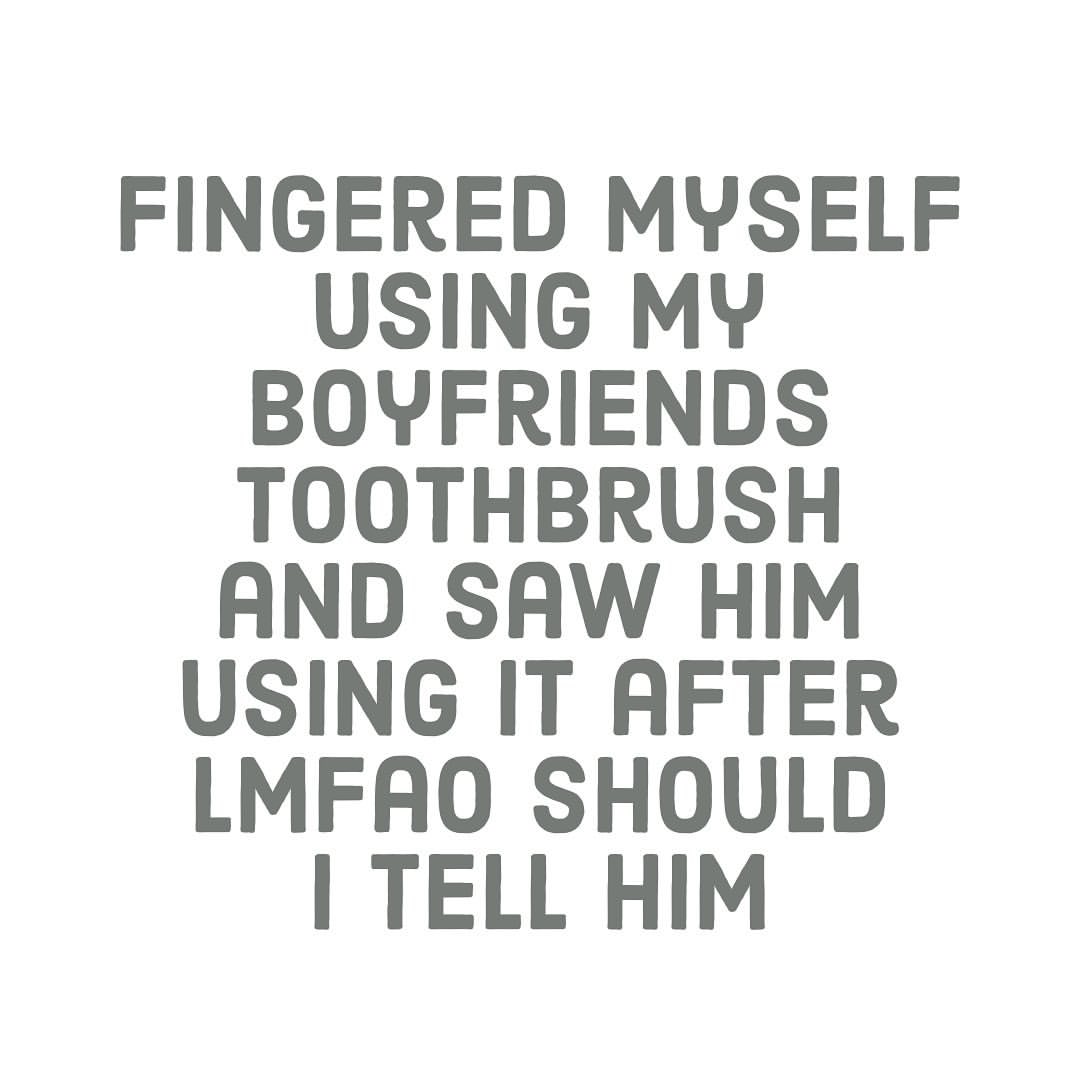 FINGERED MYSELF
USING MY
BOYFRIENDS
TOOTHBRUSH
AND SAW HIM
USING IT AFTER
LMFAO SHOULD
I TELL HIM